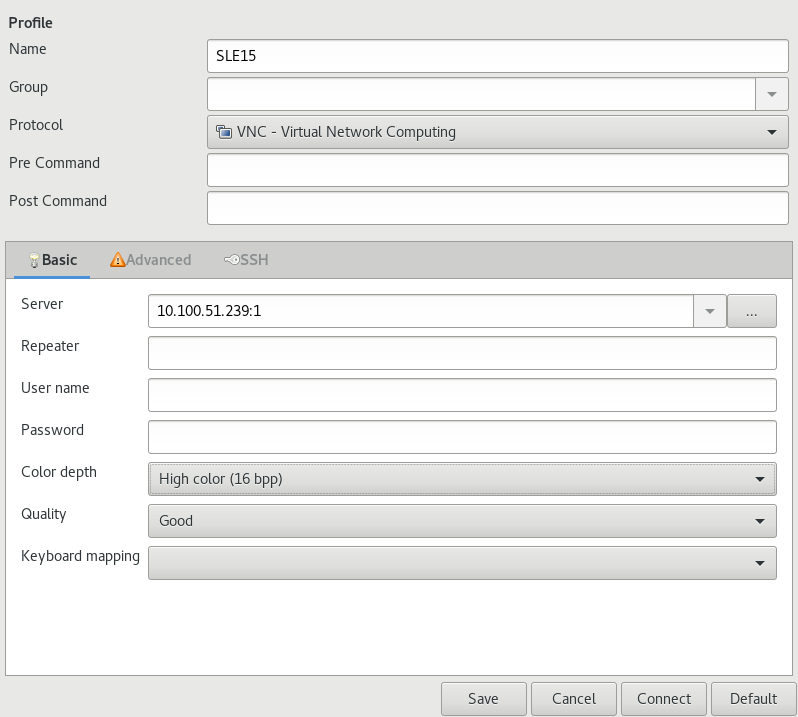 Profile
Name SLE15
Group
Protocol VNC - Virtual Network Computing
Pre Command
Post Command
Basic Advanced SSH
Server 10.100.51.239:1 ...
Repeater
User name
Password
Color depth High color (16 bpp)
Quality Good
Keyboard mapping
Save Cancel Connect Default